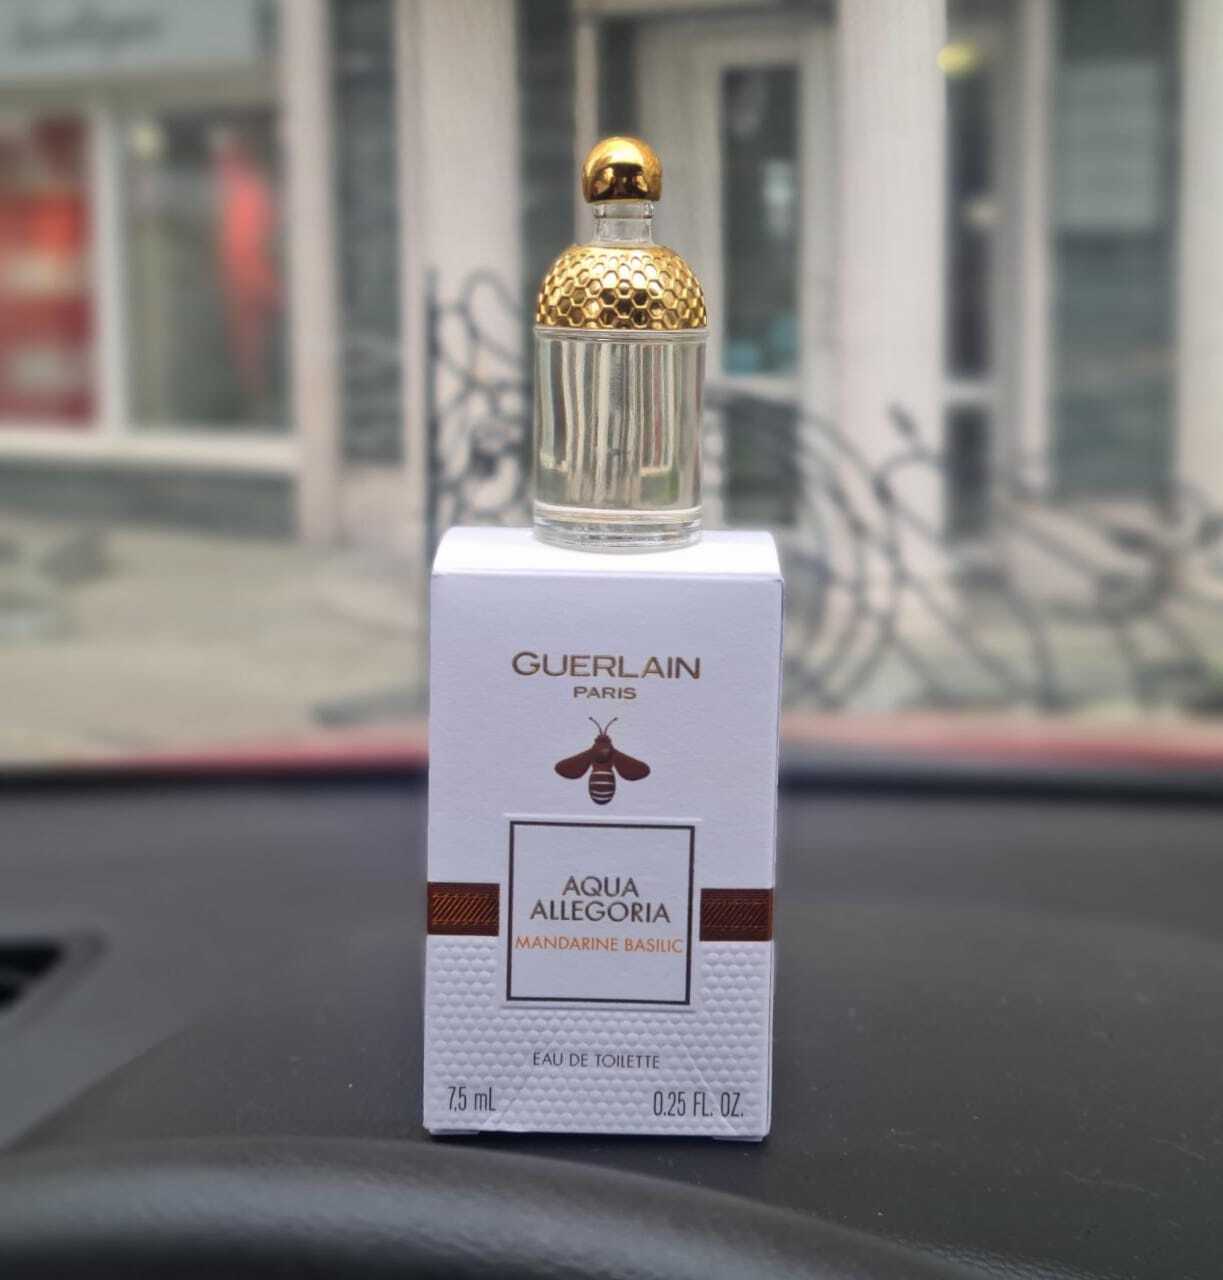 GUERLAIN
PARIS
AQUA
ALLEGORIA
MANDARINE BASILIC
EAU DE TOILETTE
7.5 mL 0.25 FL. OZ.